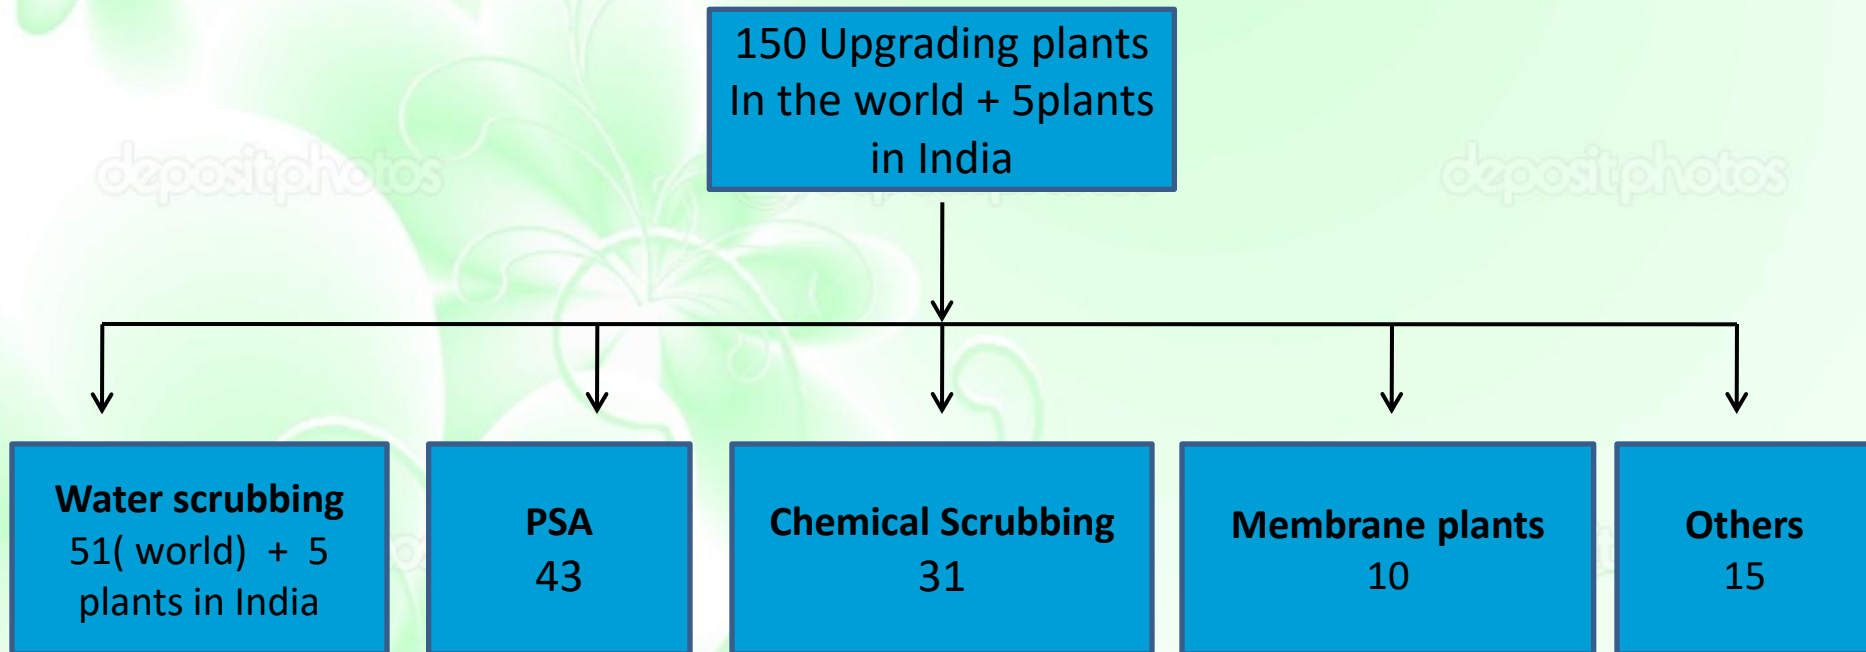 150 Upgrading plants
In the world + 5plants
in India
depositphotos
depositphotos
Water scrubbing
51( world)  +  5
plants in India
PSA
43
Chemical Scrubbing
31
Membrane plants
10
Others
15